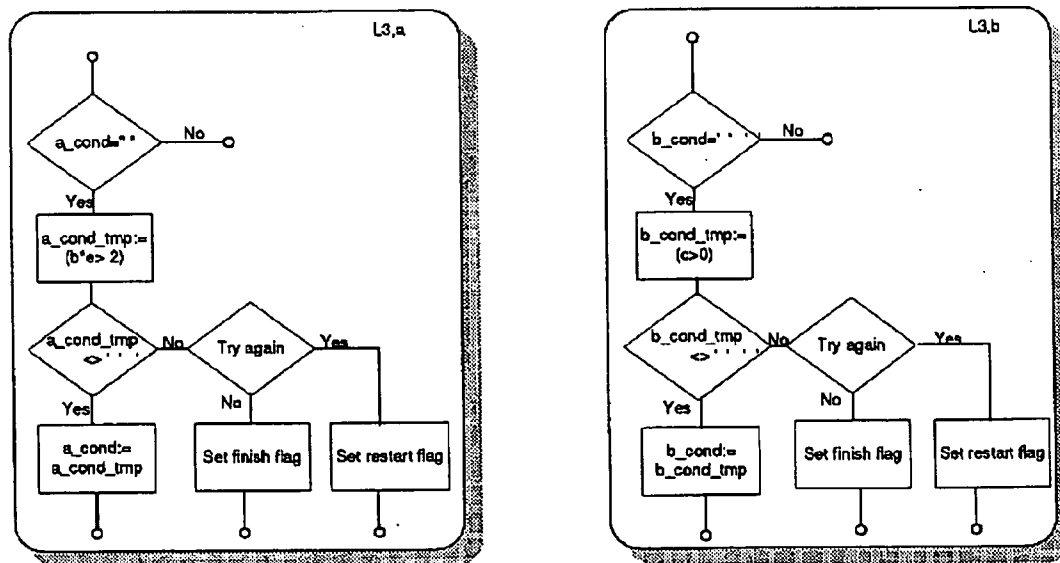 L3,a
a_cond=""
No
Yes
a_cond_tmp:=
(b*e> 2)
a_cond_tmp
<>''''
No
Try again
Yes
Yes
No
a_cond:=
a_cond_tmp
Set finish flag
Set restart flag
L3,b
b_cond=''''
No
Yes
b_cond_tmp:=
(c>0)
b_cond_tmp
<>''''
No
Try again
Yes
Yes
No
b_cond:=
b_cond_tmp
Set finish flag
Set restart flag